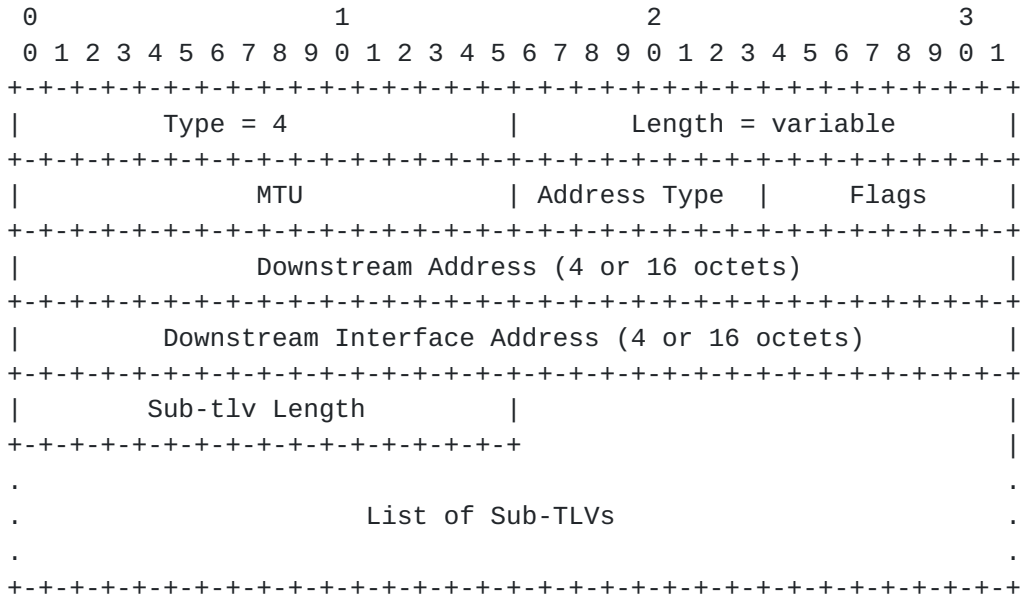 0                   1                   2                   3
 0 1 2 3 4 5 6 7 8 9 0 1 2 3 4 5 6 7 8 9 0 1 2 3 4 5 6 7 8 9 0 1
+-+-+-+-+-+-+-+-+-+-+-+-+-+-+-+-+-+-+-+-+-+-+-+-+-+-+-+-+-+-+-+-+
|         Type = 4              |       Length = variable       |
+-+-+-+-+-+-+-+-+-+-+-+-+-+-+-+-+-+-+-+-+-+-+-+-+-+-+-+-+-+-+-+-+
|               MTU             | Address Type  |     Flags     |
+-+-+-+-+-+-+-+-+-+-+-+-+-+-+-+-+-+-+-+-+-+-+-+-+-+-+-+-+-+-+-+-+
|               Downstream Address (4 or 16 octets)             |
+-+-+-+-+-+-+-+-+-+-+-+-+-+-+-+-+-+-+-+-+-+-+-+-+-+-+-+-+-+-+-+-+
|         Downstream Interface Address (4 or 16 octets)         |
+-+-+-+-+-+-+-+-+-+-+-+-+-+-+-+-+-+-+-+-+-+-+-+-+-+-+-+-+-+-+-+-+
|        Sub-tlv Length         |                               |
+-+-+-+-+-+-+-+-+-+-+-+-+-+-+-+-+                               |
.                                                               .
.                      List of Sub-TLVs                         .
.                                                               .
+-+-+-+-+-+-+-+-+-+-+-+-+-+-+-+-+-+-+-+-+-+-+-+-+-+-+-+-+-+-+-+-+